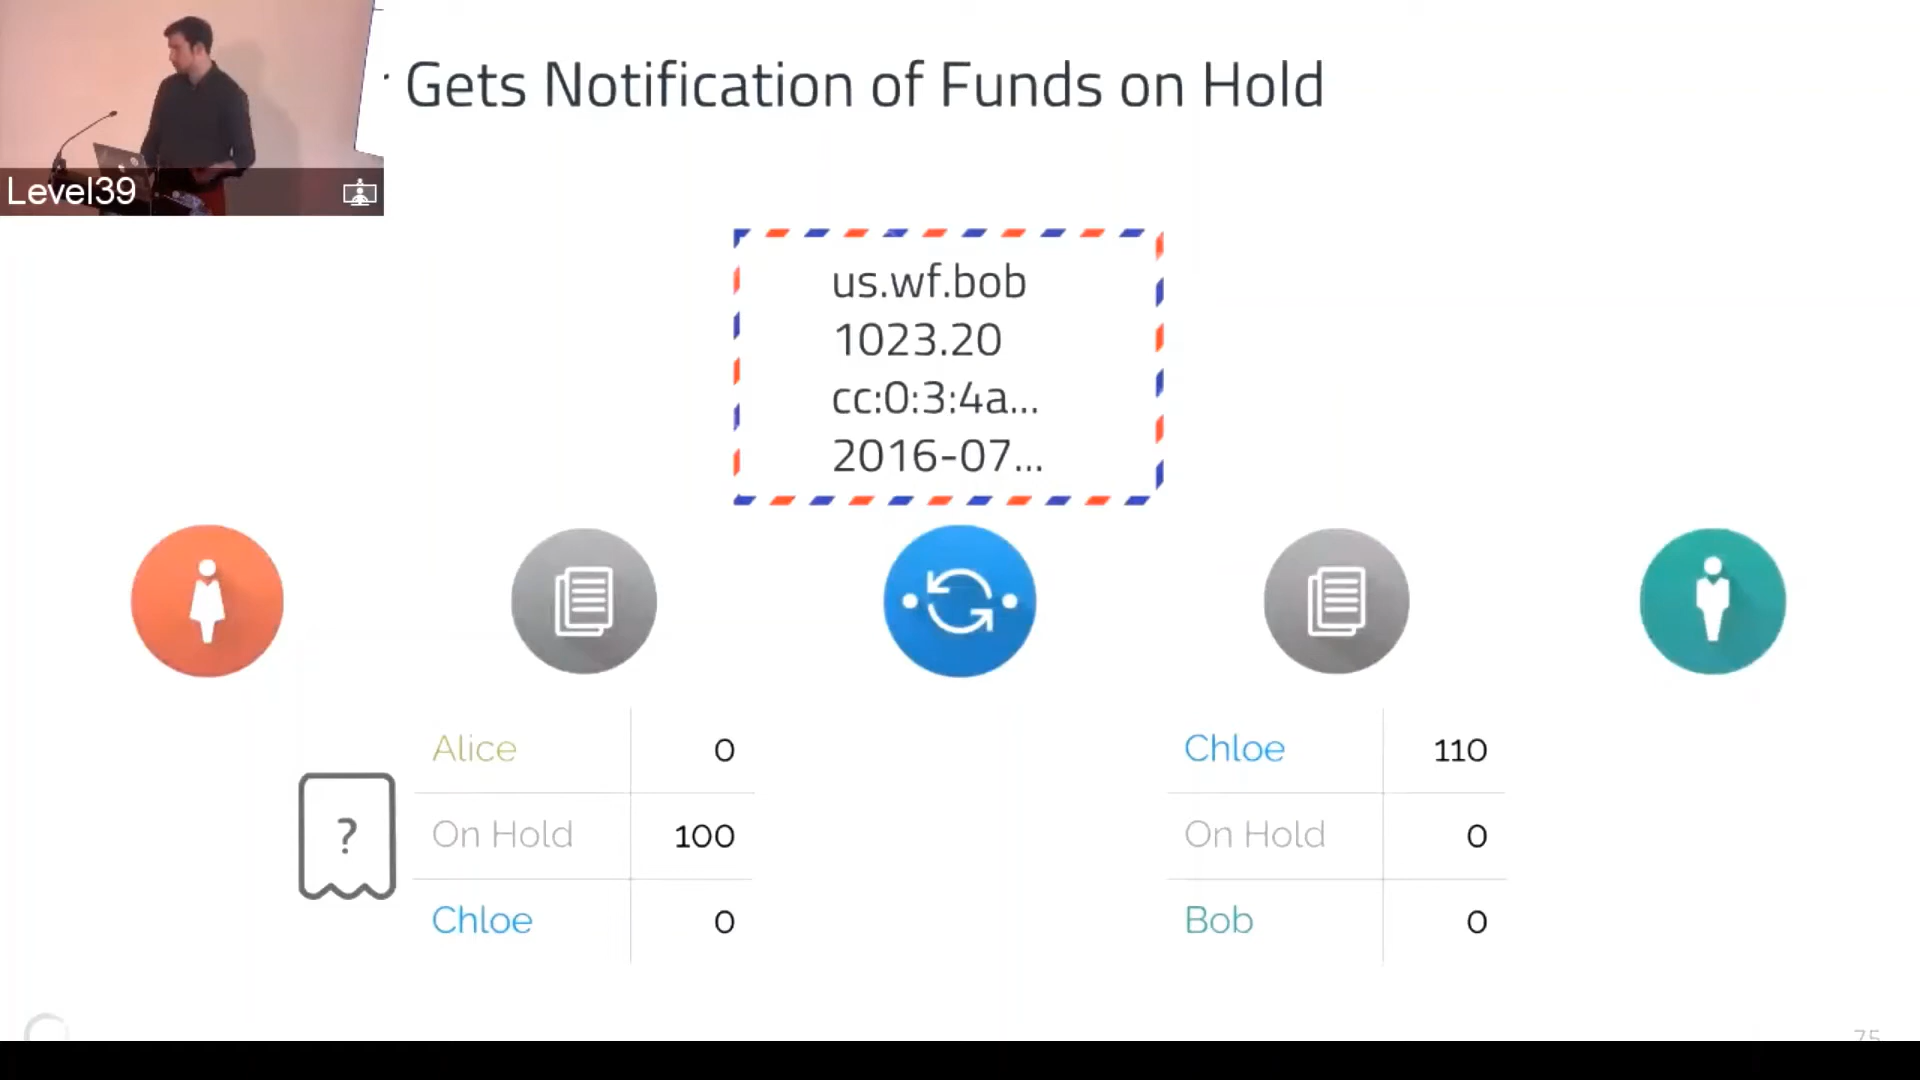 Gets Notification of Funds on Hold
Level39
us.wf.bob
1023.20
cc:0:3:4a...
2016-07...
Alice 0
? On Hold 100
Chloe 0
Chloe 110
On Hold 0
Bob 0
75